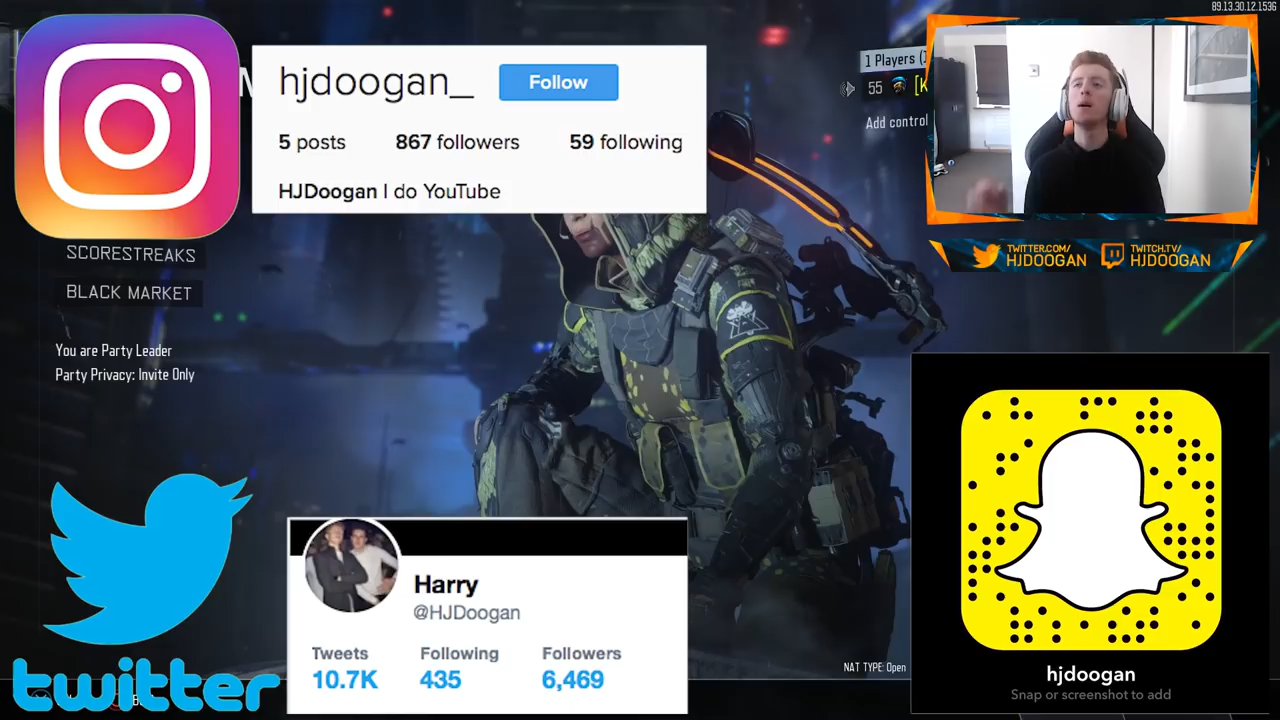 89.13.30.12.1536
hjdoogan_
Follow
5 posts 867 followers 59 following
HJDoogan I do YouTube
1 Players
55
Add control
SCORESTREAKS
BLACK MARKET
You are Party Leader
Party Privacy: Invite Only
TWITTER.COM/
HJDOOGAN
TWITCH.TV/
HJDOOGAN
twitter
Harry
@HJDoogan
Tweets Following Followers
10.7K 435 6,469
NAT TYPE: Open
hjdoogan
Snap or screenshot to add